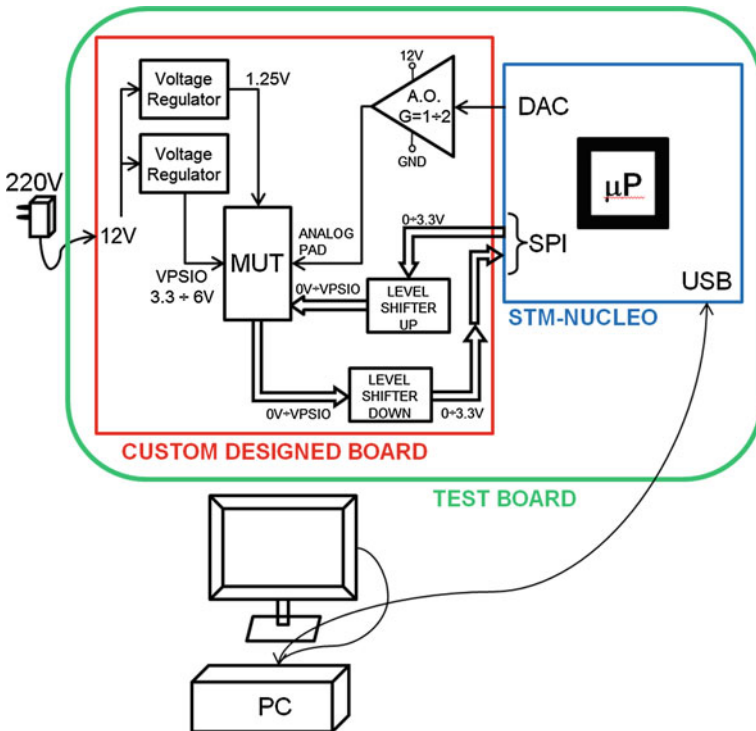 12V
Voltage
Regulator
1.25V
A.O.
G=1÷2
GND
DAC
Voltage
Regulator
220V
12V
µP
0÷3.3V
SPI
ANALOG
PAD
MUT
VPSIO
3.3 ÷ 6V
0V÷VPSIO
LEVEL
SHIFTER
UP
USB
STM-NUCLEO
LEVEL
SHIFTER
DOWN
0V÷VPSIO
0÷3.3V
CUSTOM DESIGNED BOARD
TEST BOARD
PC